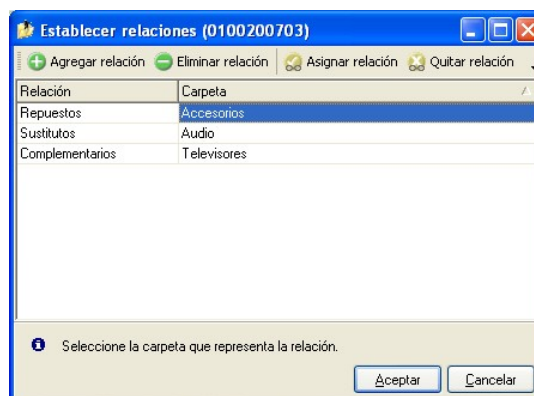 Establecer relaciones (0100200703)
Agregar relación Eliminar relación Asignar relación Quitar relación
Relación Carpeta
Repuestos Accesorios
Sustitutos Audio
Complementarios Televisores
Seleccione la carpeta que representa la relación.
Aceptar Cancelar